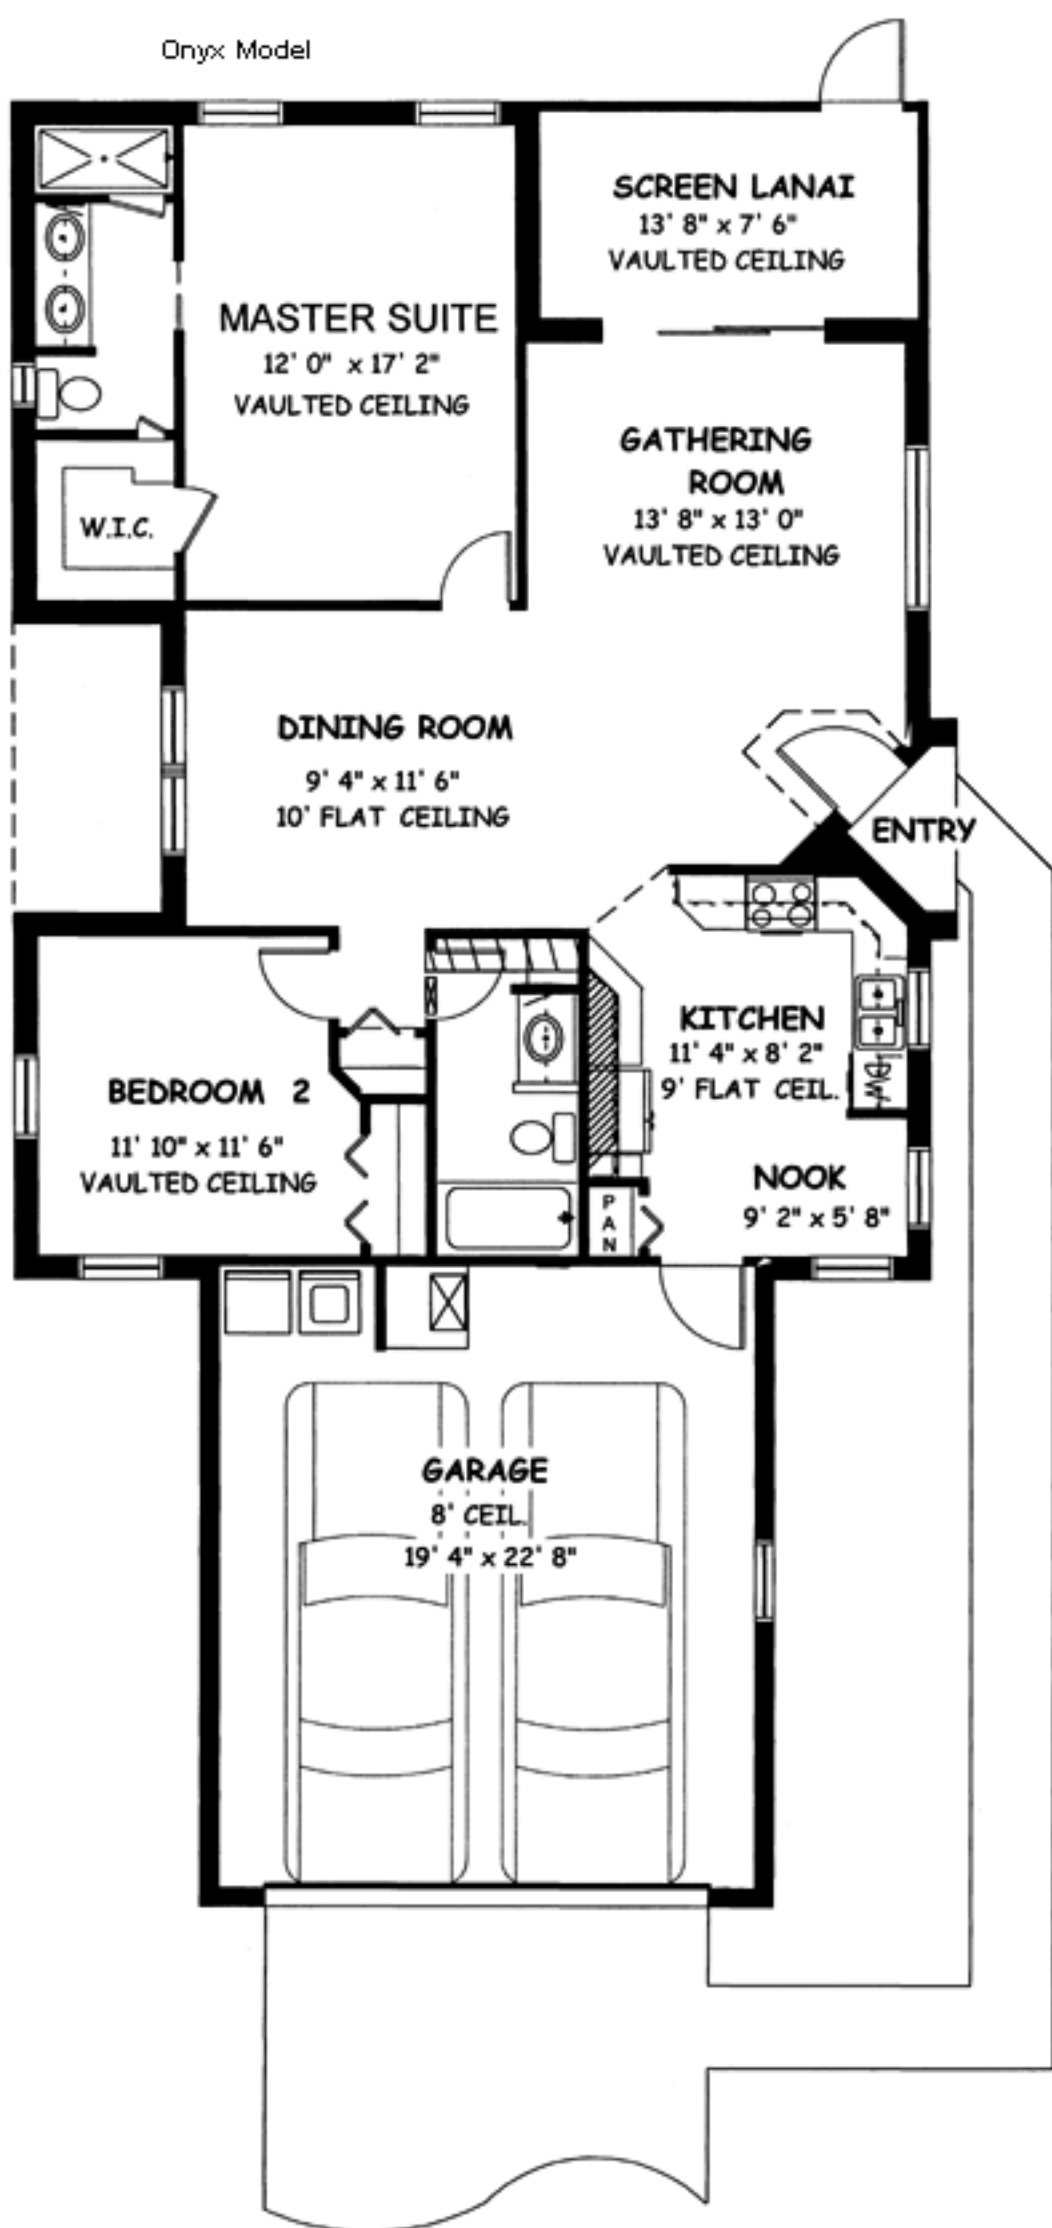 Onyx Model
SCREEN LANAI
13' 8" x 7' 6"
VAULTED CEILING
MASTER SUITE
12' 0" x 17' 2"
VAULTED CEILING
GATHERING
ROOM
13' 8" x 13' 0"
VAULTED CEILING
W.I.C.
DINING ROOM
9' 4" x 11' 6"
10' FLAT CEILING
ENTRY
KITCHEN
11' 4" x 8' 2"
9' FLAT CEIL.
DW
BEDROOM 2
11' 10" x 11' 6"
VAULTED CEILING
NOOK
9' 2" x 5' 8"
PAN
GARAGE
8' CEIL.
19' 4" x 22' 8"